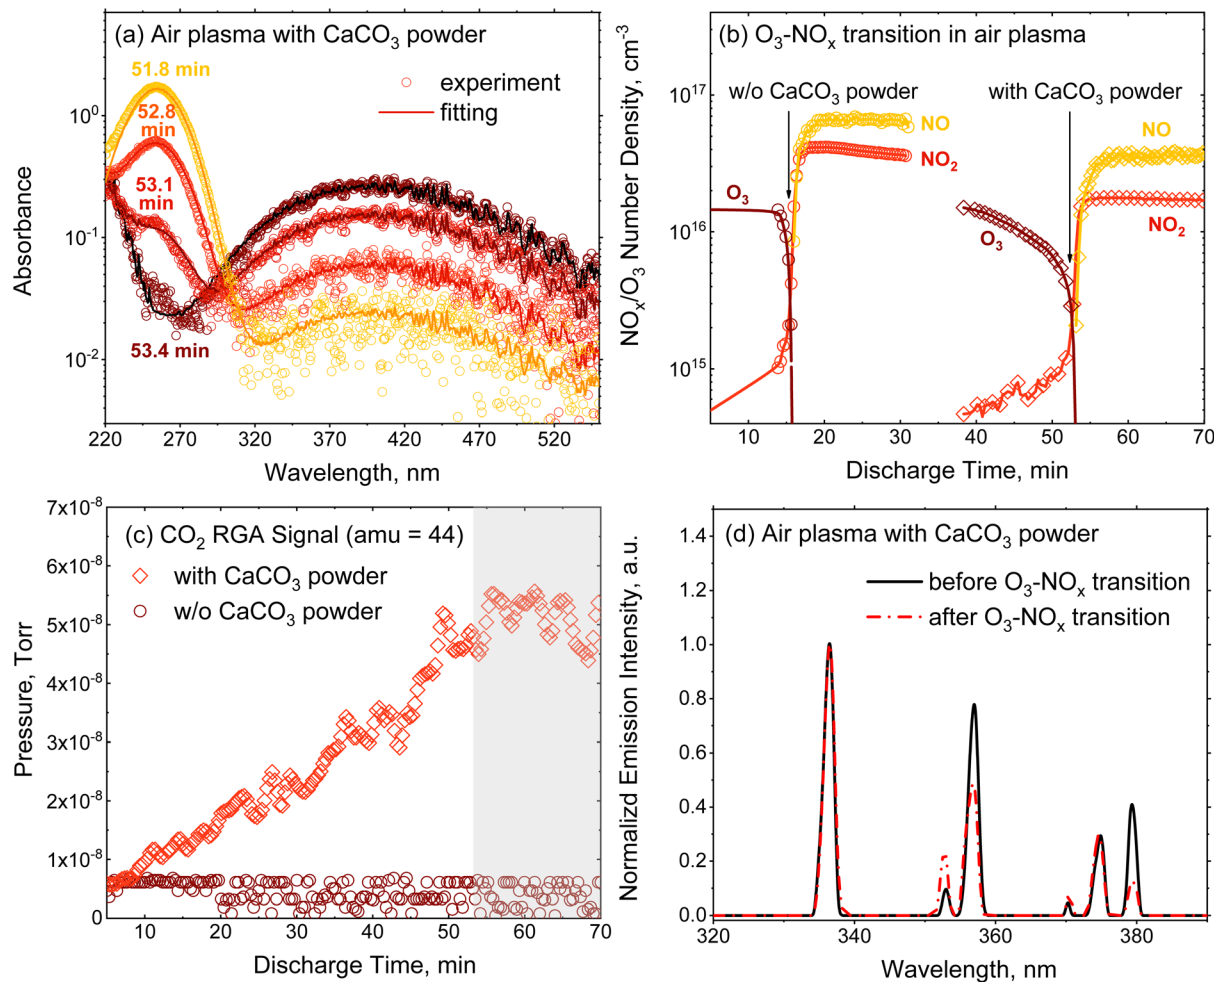 (a) Air plasma with CaCO₃ powder
51.8 min
52.8
min
53.1
min
53.4 min
experiment
fitting
10⁰
10⁻¹
10⁻²
Absorbance
220 270 320 370 420 470 520
Wavelength, nm
(b) O₃-NOₓ transition in air plasma
w/o CaCO₃ powder
with CaCO₃ powder
NO
NO₂
O₃
NO
NO₂
O₃
10¹⁷
10¹⁶
10¹⁵
NOₓ/O₃ Number Density, cm⁻³
10 20 30 40 50 60 70
Discharge Time, min
(c) CO₂ RGA Signal (amu = 44)
with CaCO₃ powder
w/o CaCO₃ powder
7x10⁻⁸
6x10⁻⁸
5x10⁻⁸
4x10⁻⁸
3x10⁻⁸
2x10⁻⁸
1x10⁻⁸
0
Pressure, Torr
10 20 30 40 50 60 70
Discharge Time, min
(d) Air plasma with CaCO₃ powder
before O₃-NOₓ transition
after O₃-NOₓ transition
1.4
1.2
1.0
0.8
0.6
0.4
0.2
0.0
Normalizd Emission Intensity, a.u.
320 340 360 380
Wavelength, nm